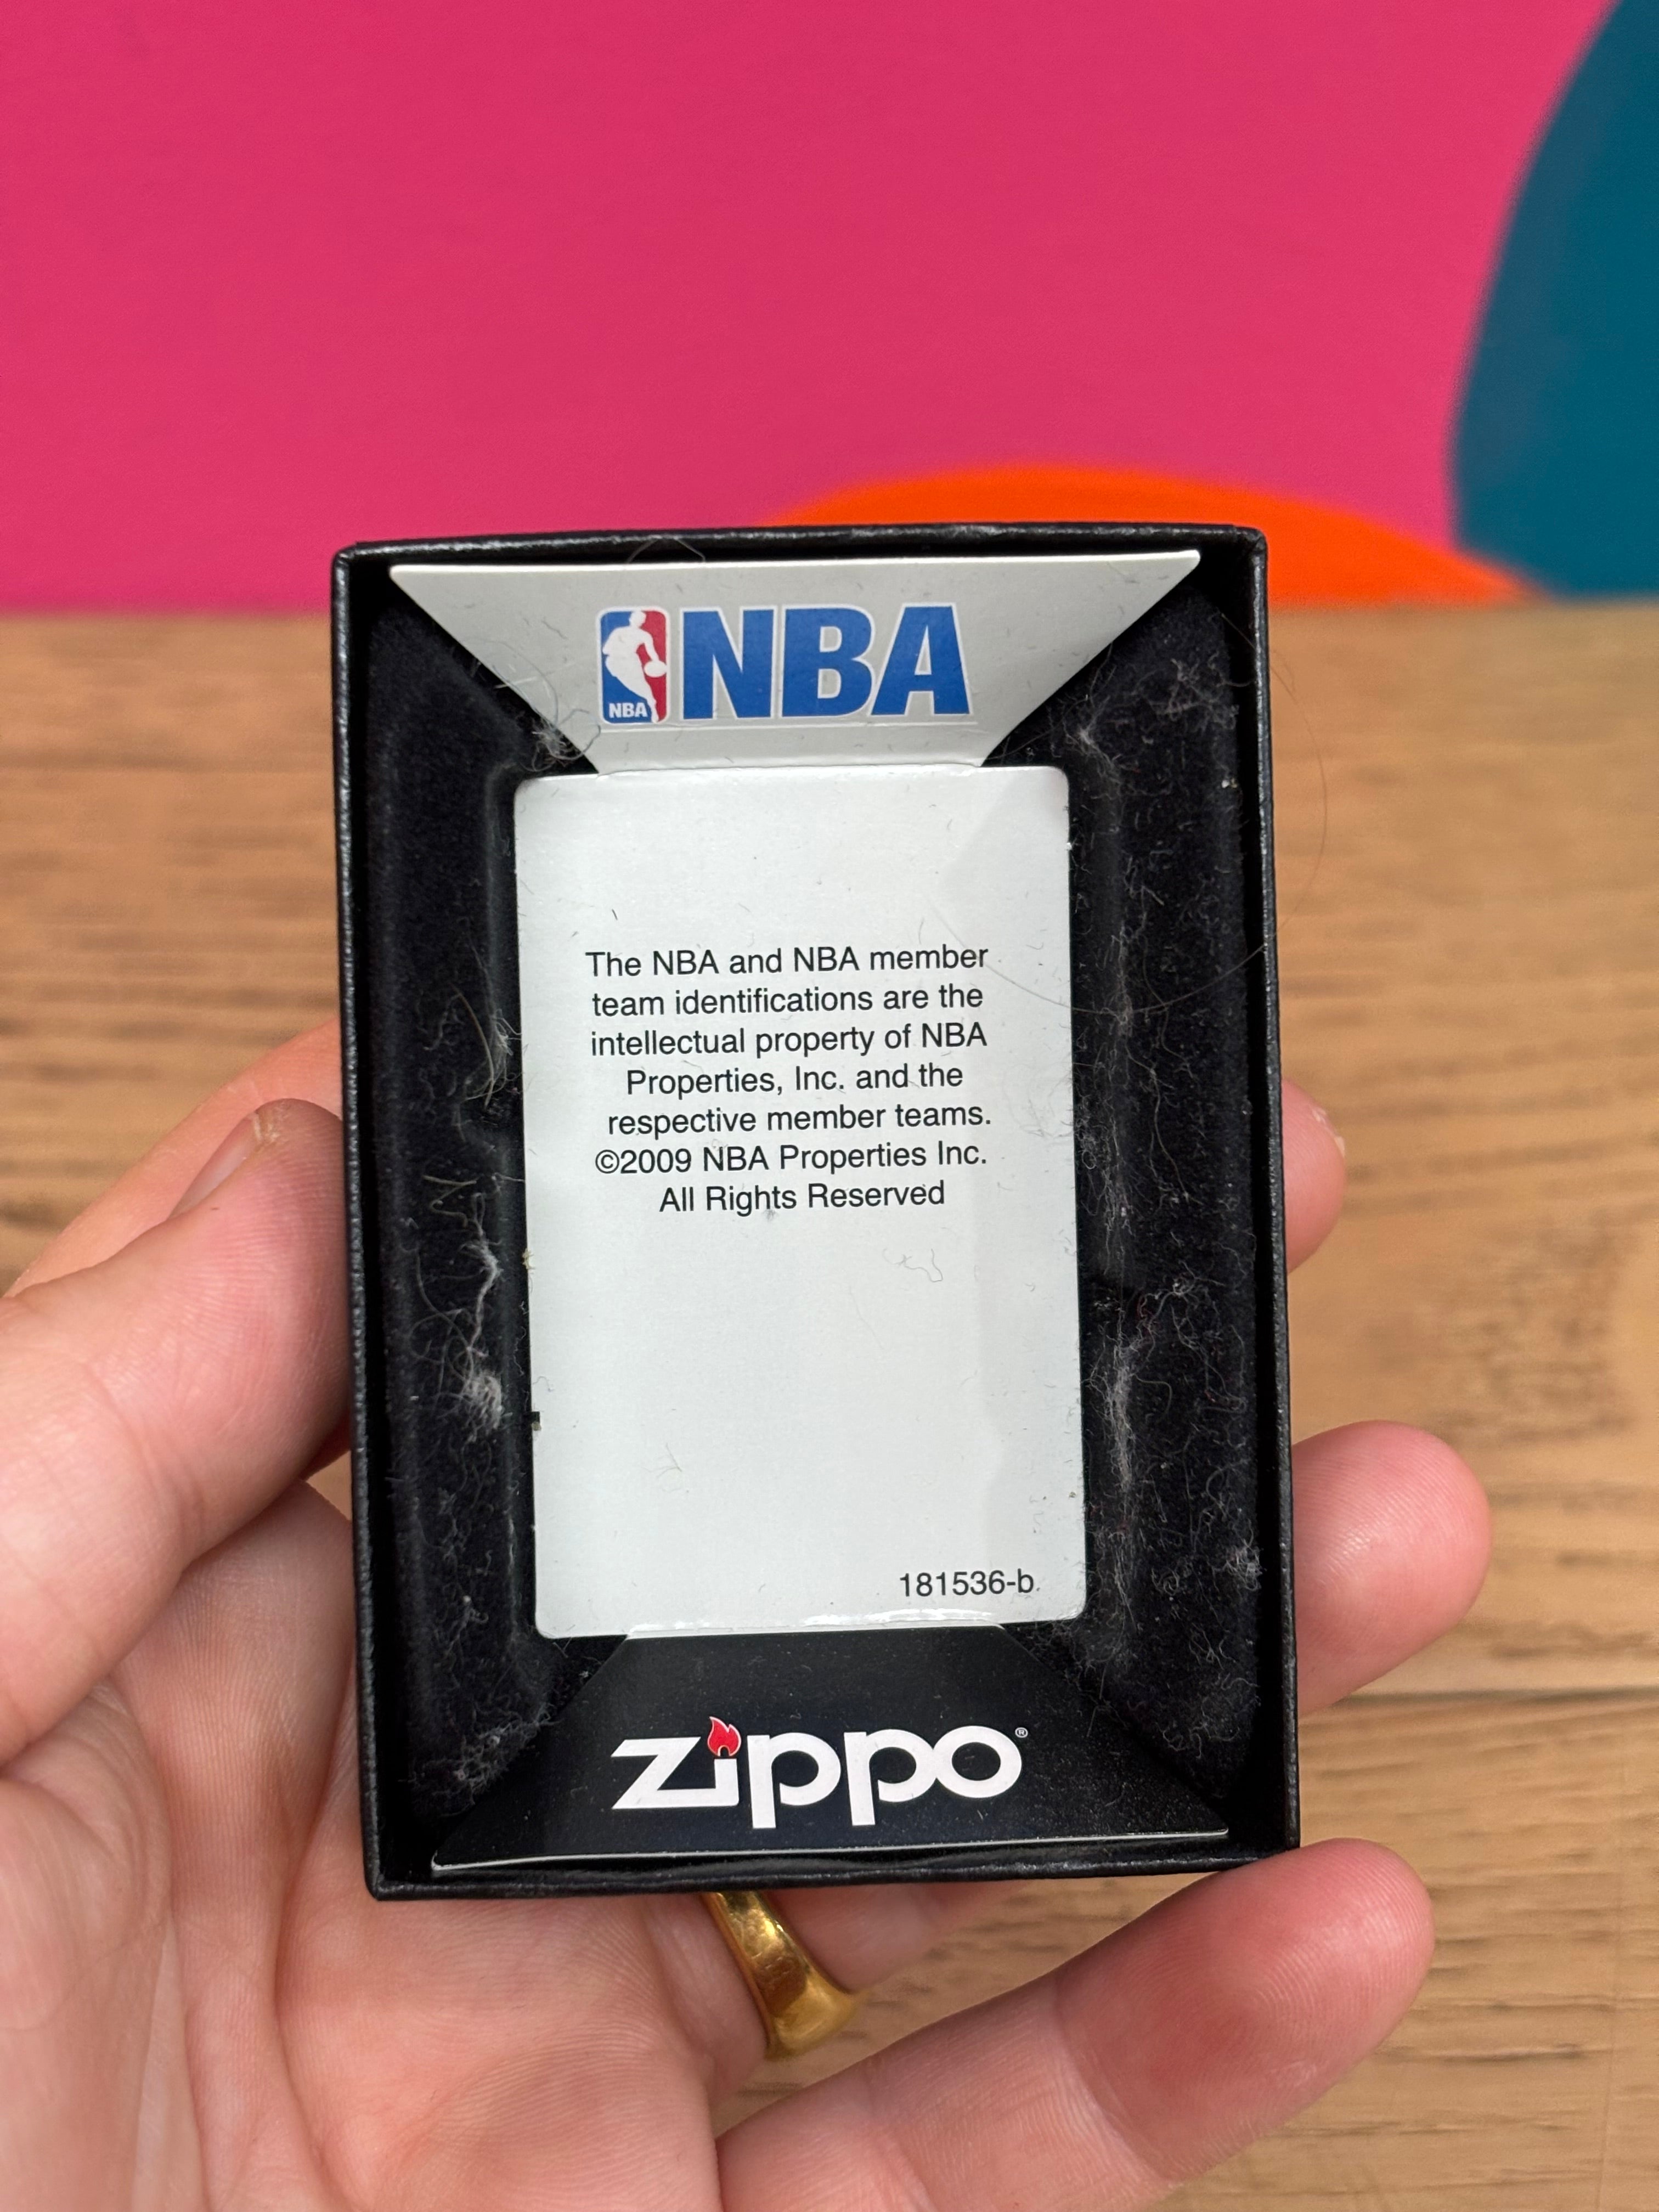 NBA NBA
The NBA and NBA member
team identifications are the
intellectual property of NBA
Properties, Inc. and the
respective member teams.
©2009 NBA Properties Inc.
All Rights Reserved
181536-b
zippo®